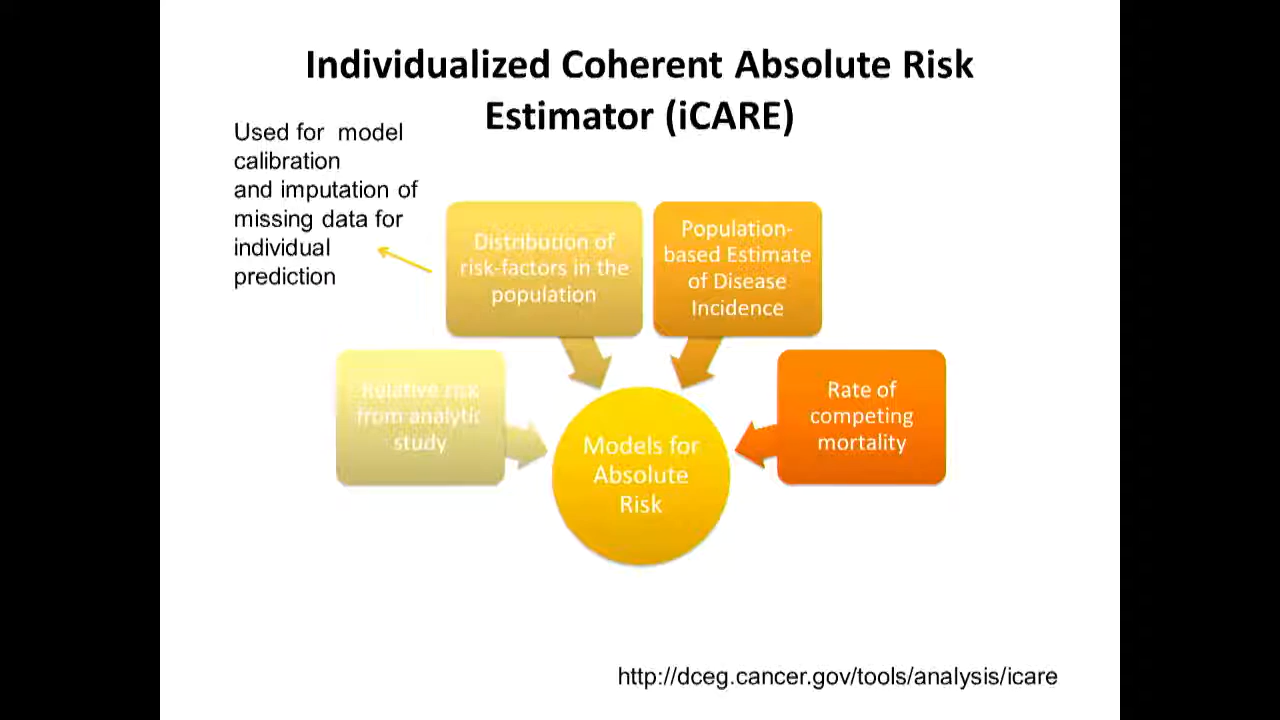 Individualized Coherent Absolute Risk
Estimator (iCARE)
Used for model
calibration
and imputation of
missing data for
individual
prediction
Distribution of
risk-factors in the
population
Population-
based Estimate
of Disease
Incidence
Relative risk
from analytic
study
Rate of
competing
mortality
Models for
Absolute
Risk
http://dceg.cancer.gov/tools/analysis/icare